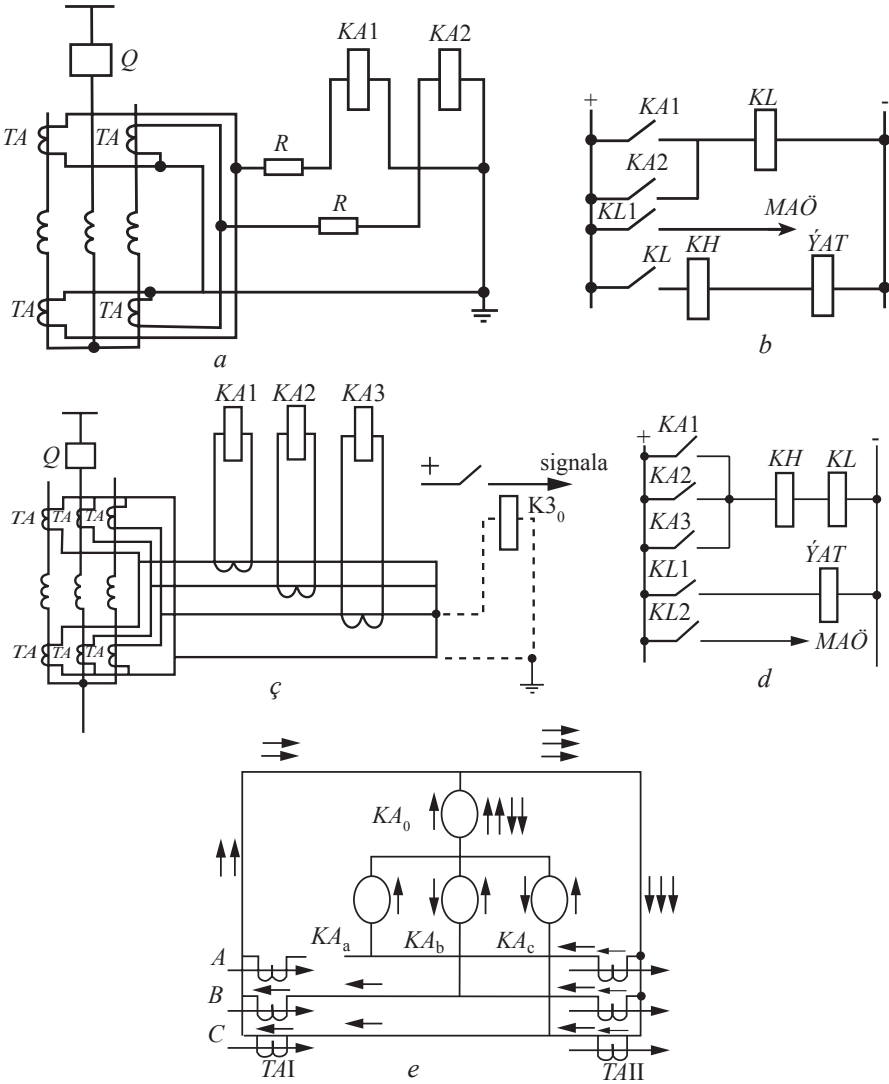 KA1 KA2
Q
TA TA R
R
TA TA
a
+ -
KA1 KL
KA2
KL1 MAÖ
KL KH ÝAT
b
KA1 KA2 KA3
Q
+ signala
K3₀
TA TA TA
TA TA TA
ç
+ -
KA1
KA2 KH KL
KA3
KL1 ÝAT
KL2 MAÖ
d
KA₀
KAₐ KA_b KA_c
A
B
C
TAI TAII
e